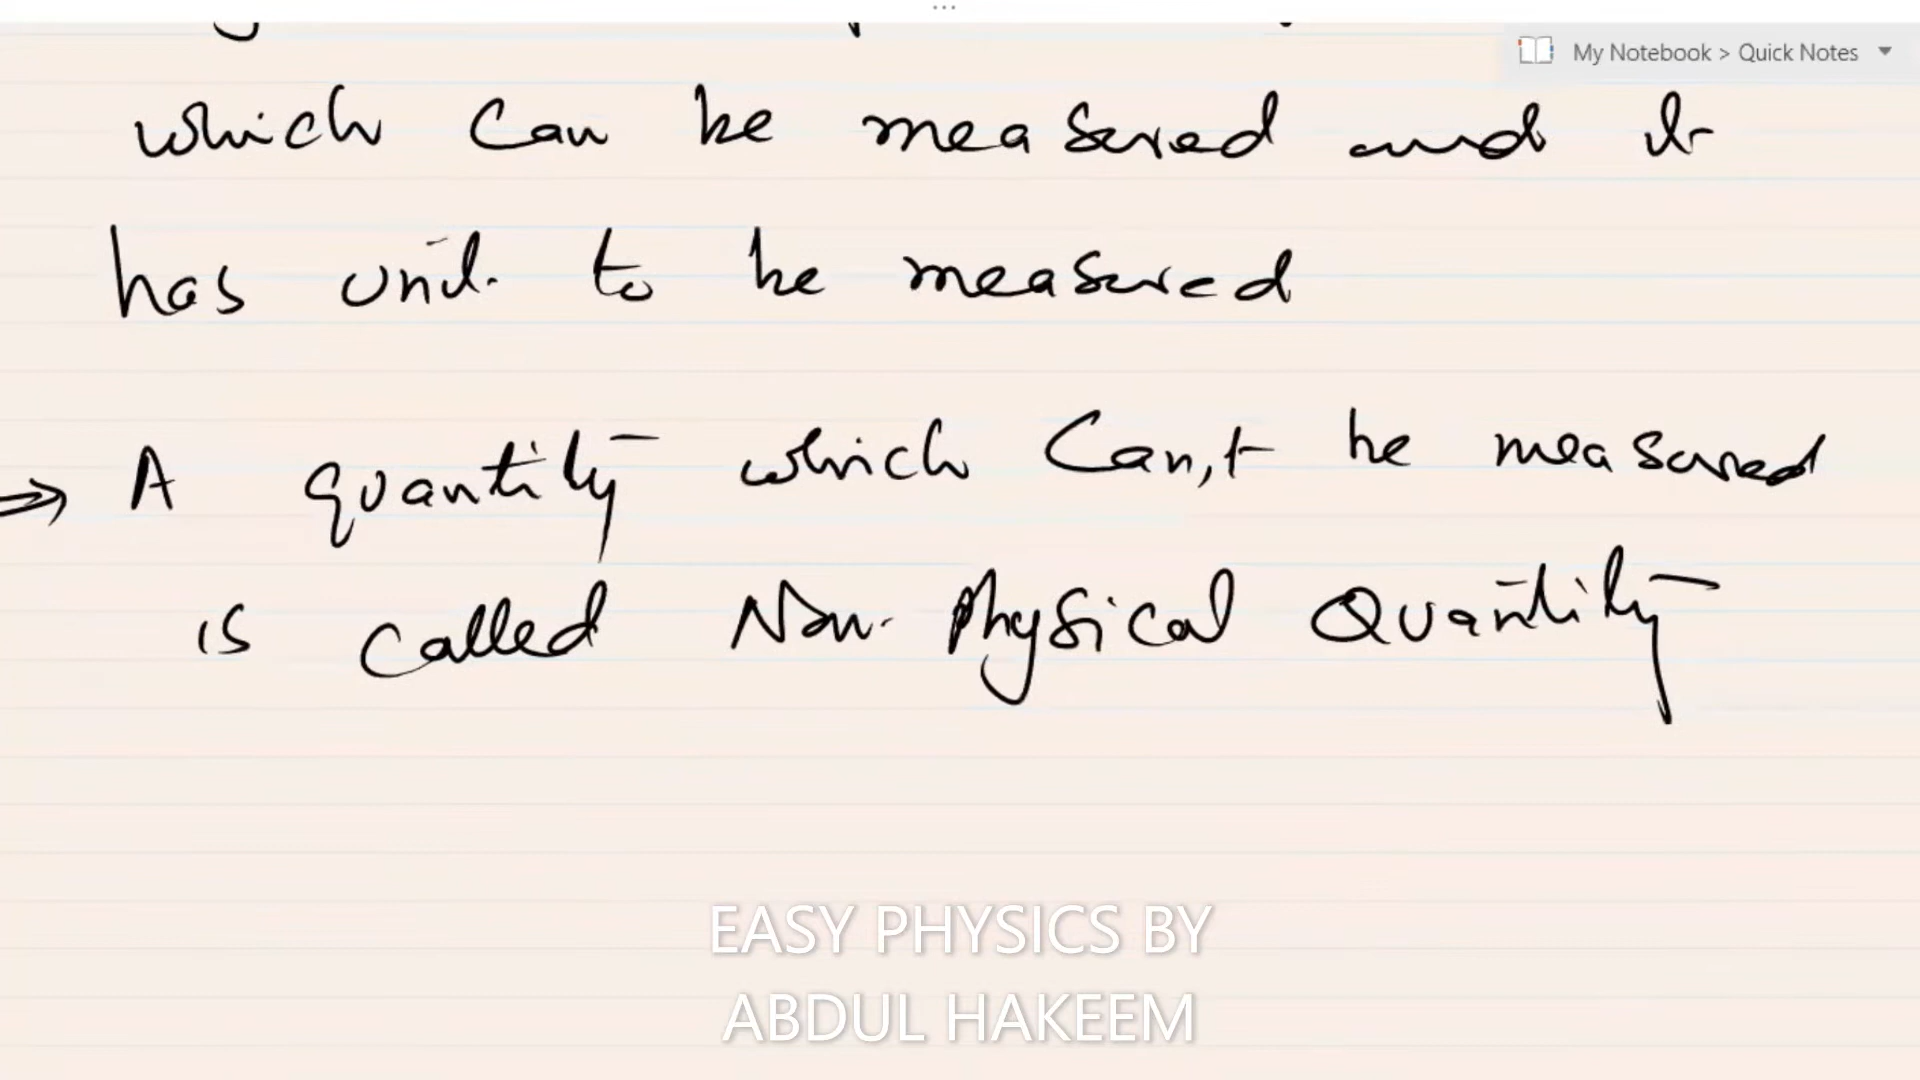 My Notebook > Quick Notes
which can be measured and it
has unit to be measured
⇒ A quantity which Can,t be measured
is called Non-Physical Quantity
EASY PHYSICS BY
ABDUL HAKEEM